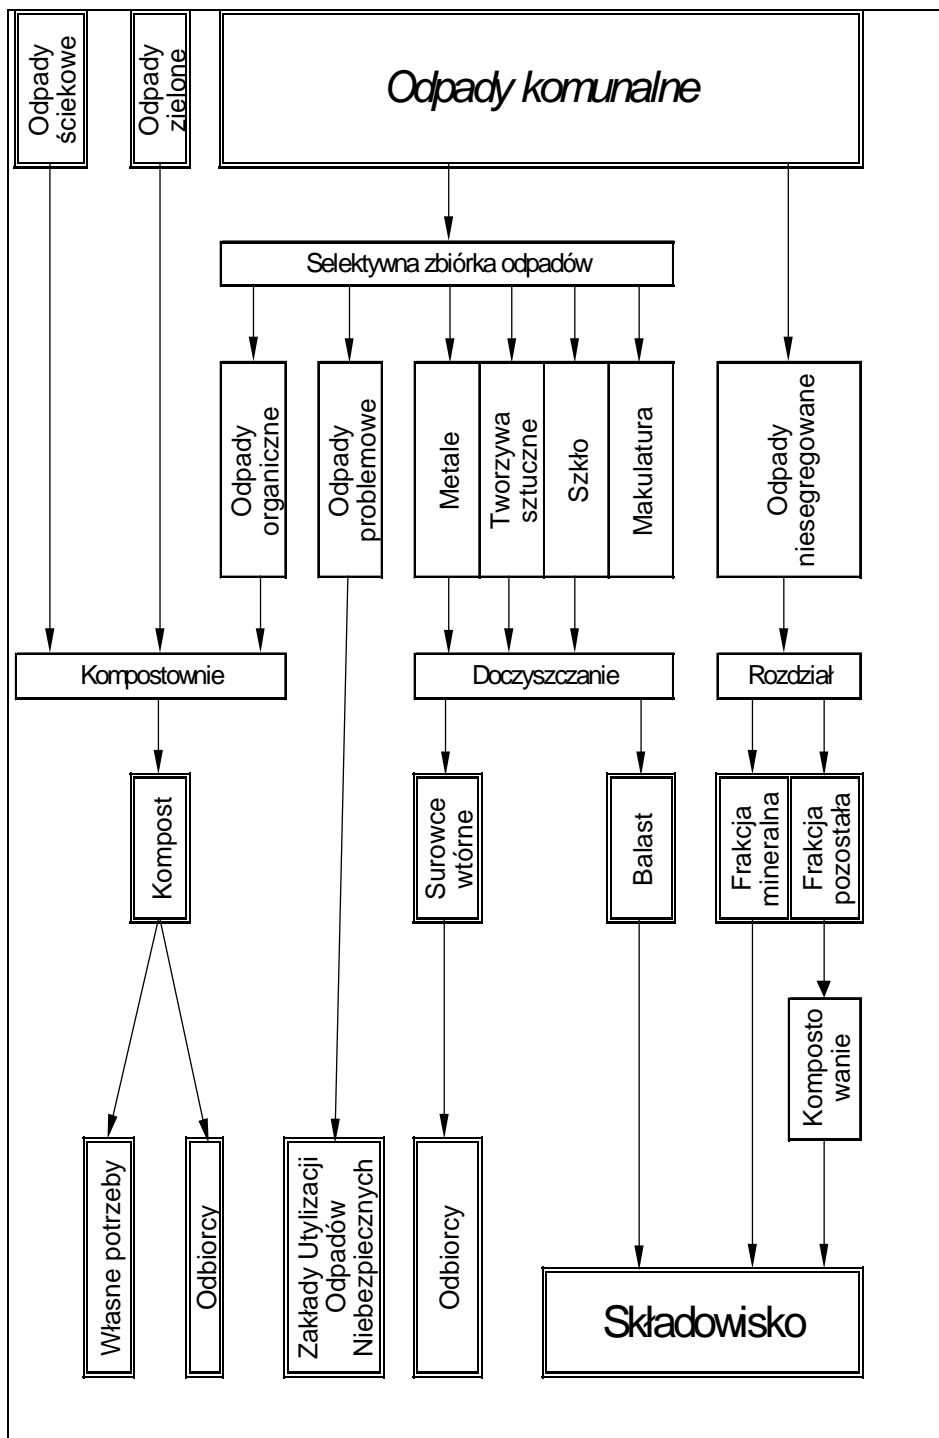 Odpady
ściekowe
Odpady
zielone
Odpady komunalne
Selektywna zbiórka odpadów
Odpady
organiczne
Odpady
problemowe
Metale
Tworzywa
sztuczne
Szkło
Makulatura
Odpady
niesegregowane
Kompostownie
Doczyszczanie
Rozdział
Kompost
Surowce
wtórne
Balast
Frakcja
mineralna
Frakcja
pozostała
Komposto
wanie
Własne potrzeby
Odbiorcy
Zakłady Utylizacji
Odpadów
Niebezpiecznych
Odbiorcy
Składowisko